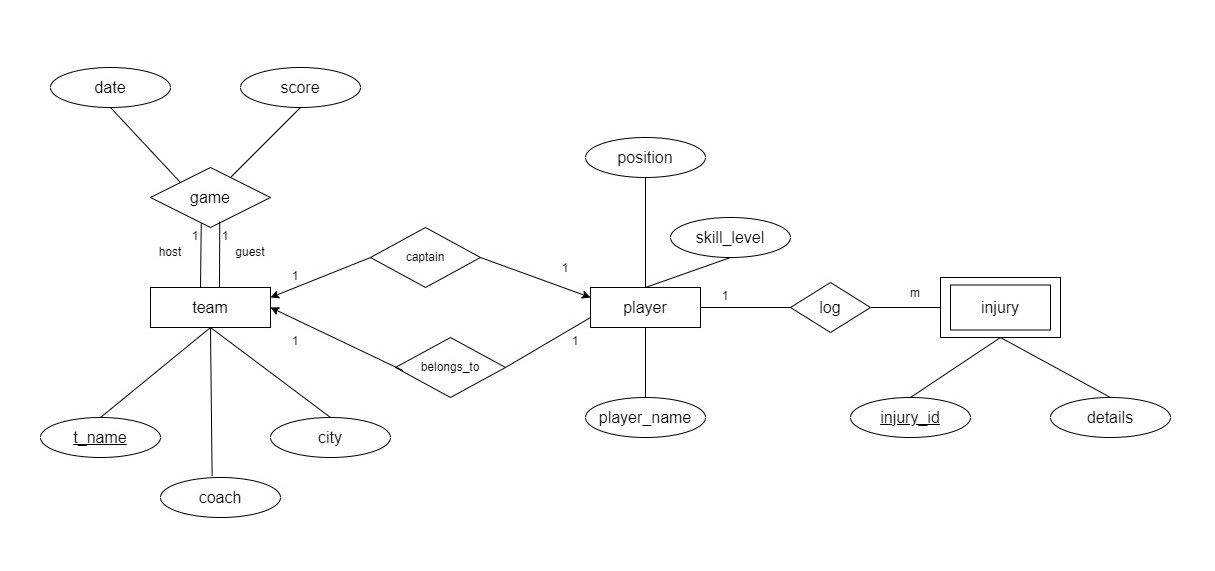 date
score
position
game
skill_level
1
1
host
guest
captain
1
1
team
player
1
log
m
injury
1
1
belongs_to
t_name
city
player_name
injury_id
details
coach